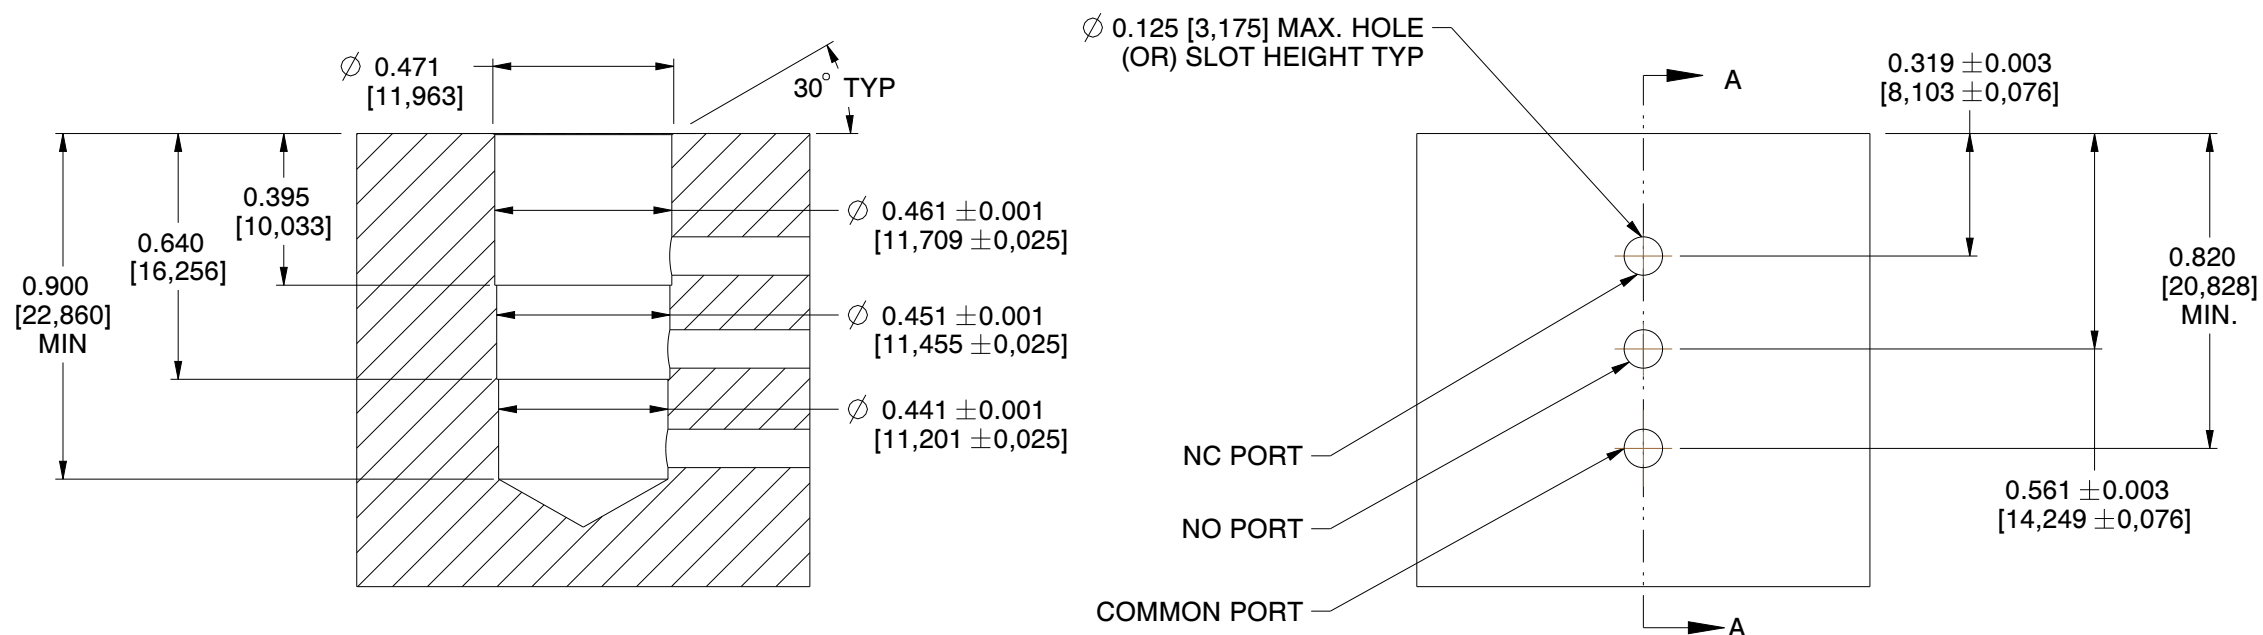 ∅ 0.471
[11,963]
30° TYP
0.395
[10,033]
0.640
[16,256]
0.900
[22,860]
MIN
∅ 0.461 ±0.001
[11,709 ±0,025]
∅ 0.451 ±0.001
[11,455 ±0,025]
∅ 0.441 ±0.001
[11,201 ±0,025]
∅ 0.125 [3,175] MAX. HOLE
(OR) SLOT HEIGHT TYP
A
0.319 ±0.003
[8,103 ±0,076]
0.820
[20,828]
MIN.
0.561 ±0.003
[14,249 ±0,076]
NC PORT
NO PORT
COMMON PORT
A